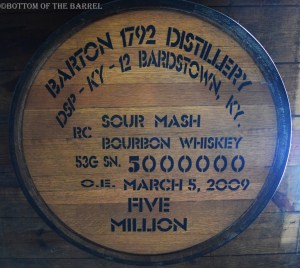 ©BOTTOM OF THE BARREL
BARTON 1792 DISTILLERY
DSP - KY - 12 BARDSTOWN, KY.
RC SOUR MASH
BOURBON WHISKEY
53G SN. 5000000
O.E. MARCH 5, 2009
FIVE
MILLION